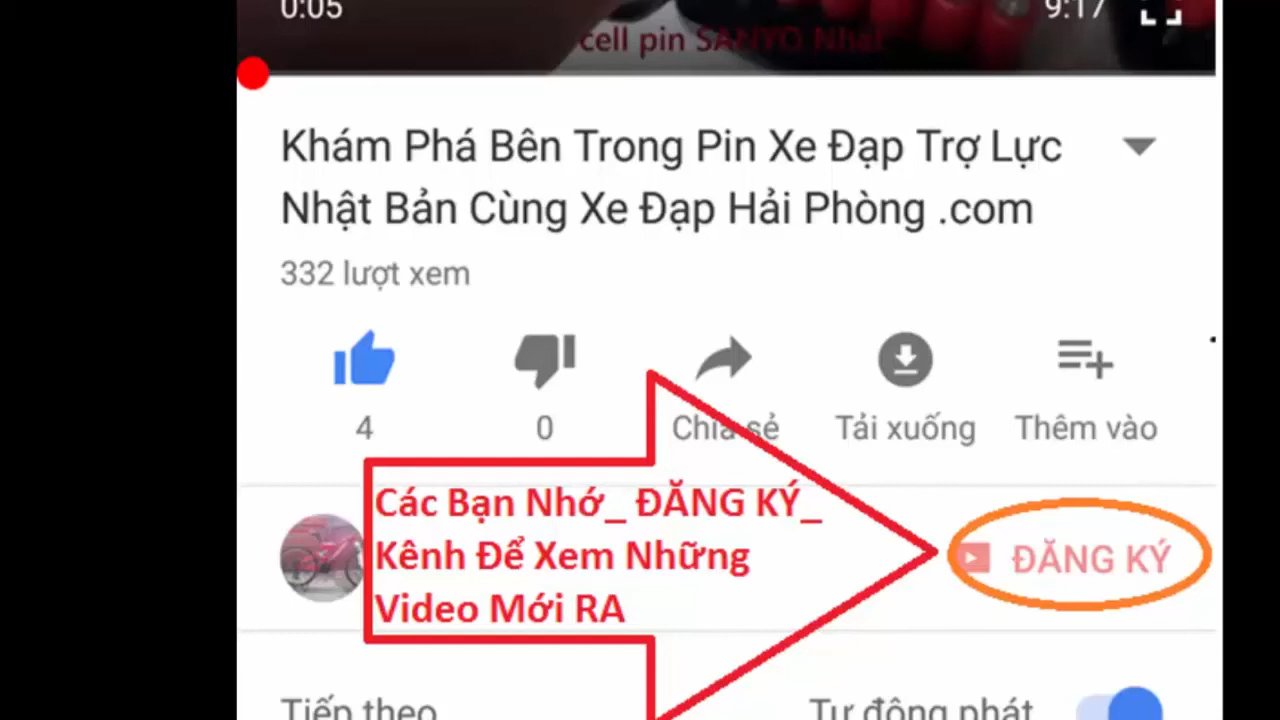 0:05
9:17
cell pin SANYO Nhật
Khám Phá Bên Trong Pin Xe Đạp Trợ Lực
Nhật Bản Cùng Xe Đạp Hải Phòng .com
332 lượt xem
4
0
Chia sẻ
Tải xuống
Thêm vào
Các Bạn Nhớ_ ĐĂNG KÝ_
Kênh Để Xem Những
Video Mới RA
ĐĂNG KÝ
Tiếp theo
Tự động phát